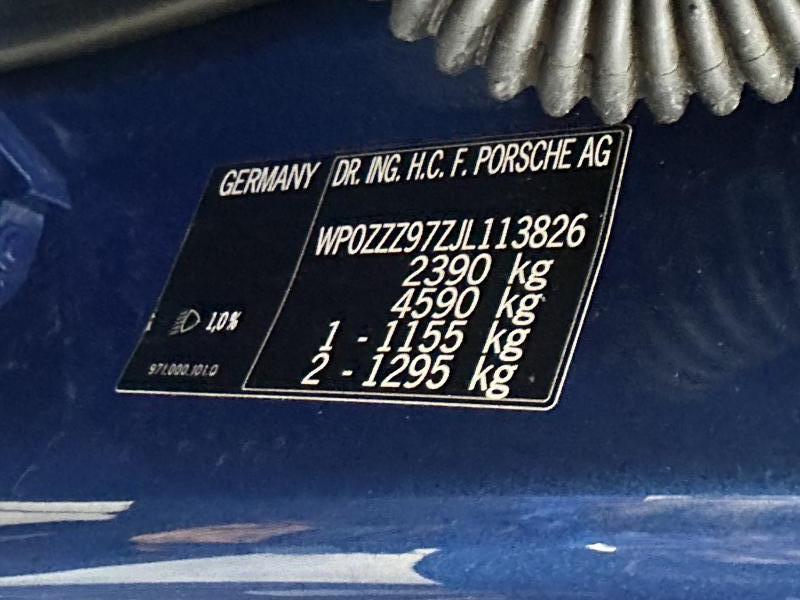 GERMANY
DR. ING. H.C. F. PORSCHE AG
WP0ZZZ97ZJL113826
2390 kg
4590 kg
1 - 1155 kg
2 - 1295 kg
1,0%
971.000.101.Q